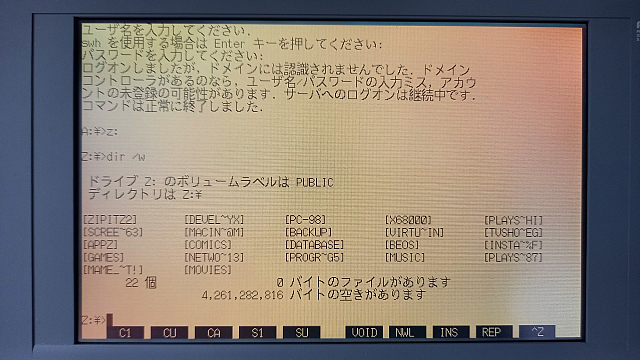 ユーザ名を入力してください.
swh を使用する場合は Enter キーを押してください:
パスワードを入力してください:
ログオンしましたが, ドメインには認識されませんでした. ドメイン
コントローラがあるのなら, ユーザ名/パスワードの入力ミス, アカウ
ントの未登録の可能性があります. サーバへのログオンは継続中です.
コマンドは正常に終了しました.
A:¥>z:
Z:¥>dir /w
ドライブ Z: のボリュームラベルは PUBLIC
ディレクトリは Z:¥
[ZIPITZ2] [DEVEL~YX] [PC-98] [X68000] [PLAYS~HI]
[SCREE~63] [MACIN~@M] [BACKUP] [VIRTU~IN] [TVSHO~EG]
[APPZ] [COMICS] [DATABASE] [BEOS] [INSTA~%F]
[GAMES] [NETWO~13] [PROGR~G5] [MUSIC] [PLAYS~87]
[MAME_~T!] [MOVIES]
22 個 0 バイトのファイルがあります
4,261,282,816 バイトの空きがあります
Z:¥>
C1 CU CA S1 SU VOID NWL INS REP ^Z